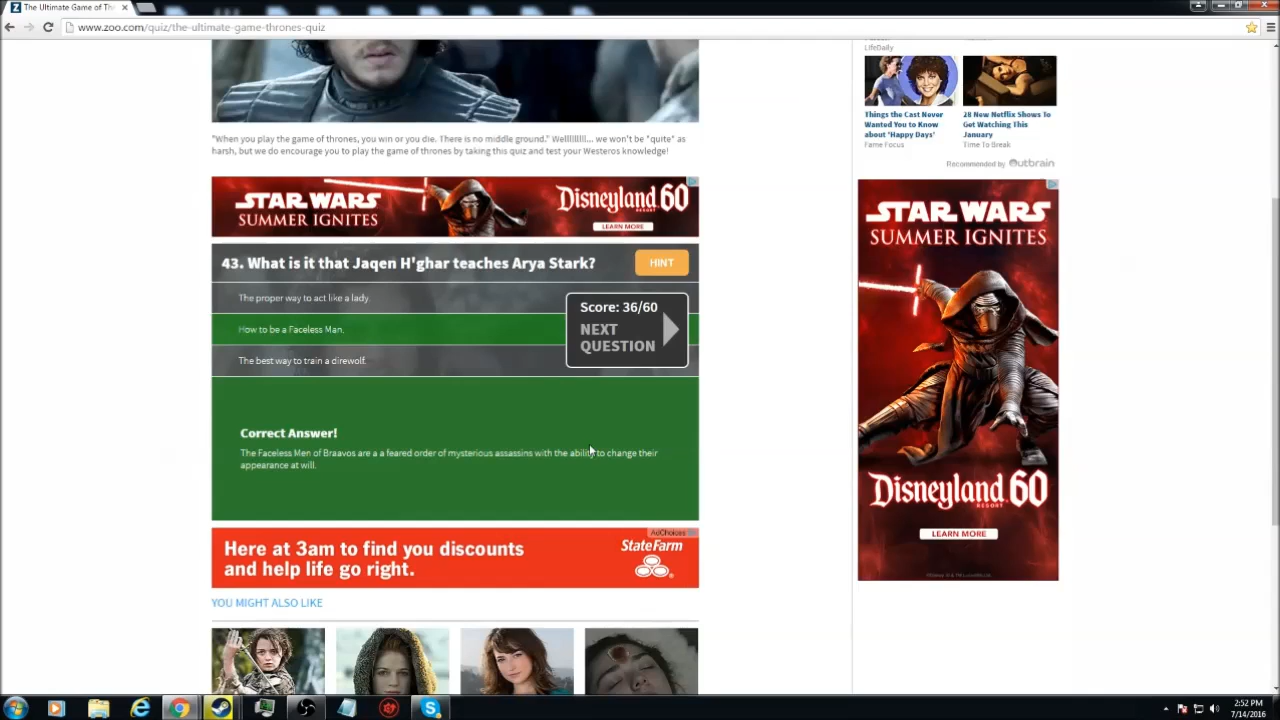 The Ultimate Game of Th
www.zoo.com/quiz/the-ultimate-game-thrones-quiz
"When you play the game of thrones, you win or you die. There is no middle ground." Wellllllllll... we won't be *quite* as
harsh, but we do encourage you to play the game of thrones by taking this quiz and test your Westeros knowledge!
STAR WARS
SUMMER IGNITES
Disneyland 60
RESORT
LEARN MORE
43. What is it that Jaqen H'ghar teaches Arya Stark?
HINT
The proper way to act like a lady.
How to be a Faceless Man.
The best way to train a direwolf.
Score: 36/60
NEXT
QUESTION
Correct Answer!
The Faceless Men of Braavos are a a feared order of mysterious assassins with the ability to change their
appearance at will.
AdChoices
Here at 3am to find you discounts
and help life go right.
StateFarm
YOU MIGHT ALSO LIKE
LifeDaily
Things the Cast Never
Wanted You to Know
about 'Happy Days'
Fame Focus
28 New Netflix Shows To
Get Watching This
January
Time To Break
Recommended by Outbrain
STAR WARS
SUMMER IGNITES
Disneyland 60
RESORT
LEARN MORE
2:52 PM
7/14/2016